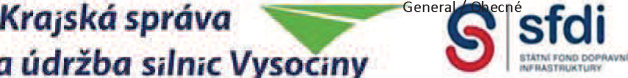 Krajská správa
a údržba silnic Vysočiny
General / Obecné
sfdi
STÁTNÍ FOND DOPRAVNÍ
INFRASTRUKTURY